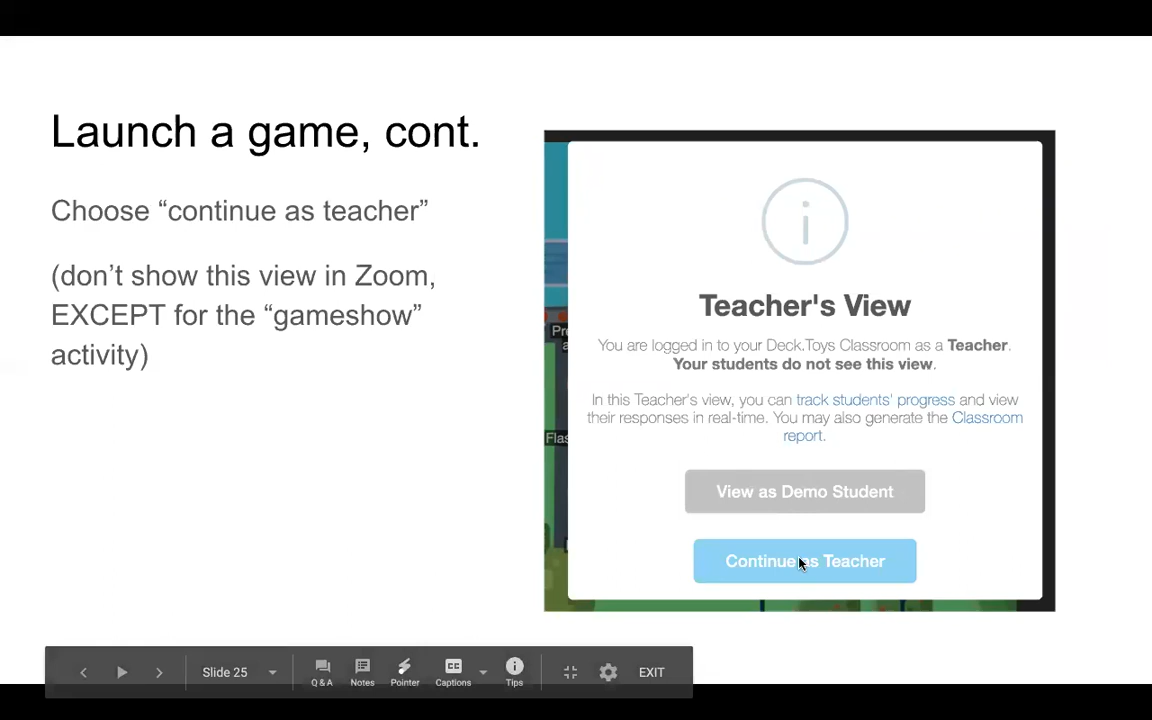 Launch a game, cont.
Choose “continue as teacher”
(don’t show this view in Zoom,
EXCEPT for the “gameshow”
activity)
Pr
Flas
i
Teacher's View
You are logged in to your Deck.Toys Classroom as a Teacher.
Your students do not see this view.
In this Teacher's view, you can track students' progress and view
their responses in real-time. You may also generate the Classroom
report.
View as Demo Student
Continue as Teacher
Slide 25
Q & A
Notes
Pointer
CC
Captions
i
Tips
EXIT